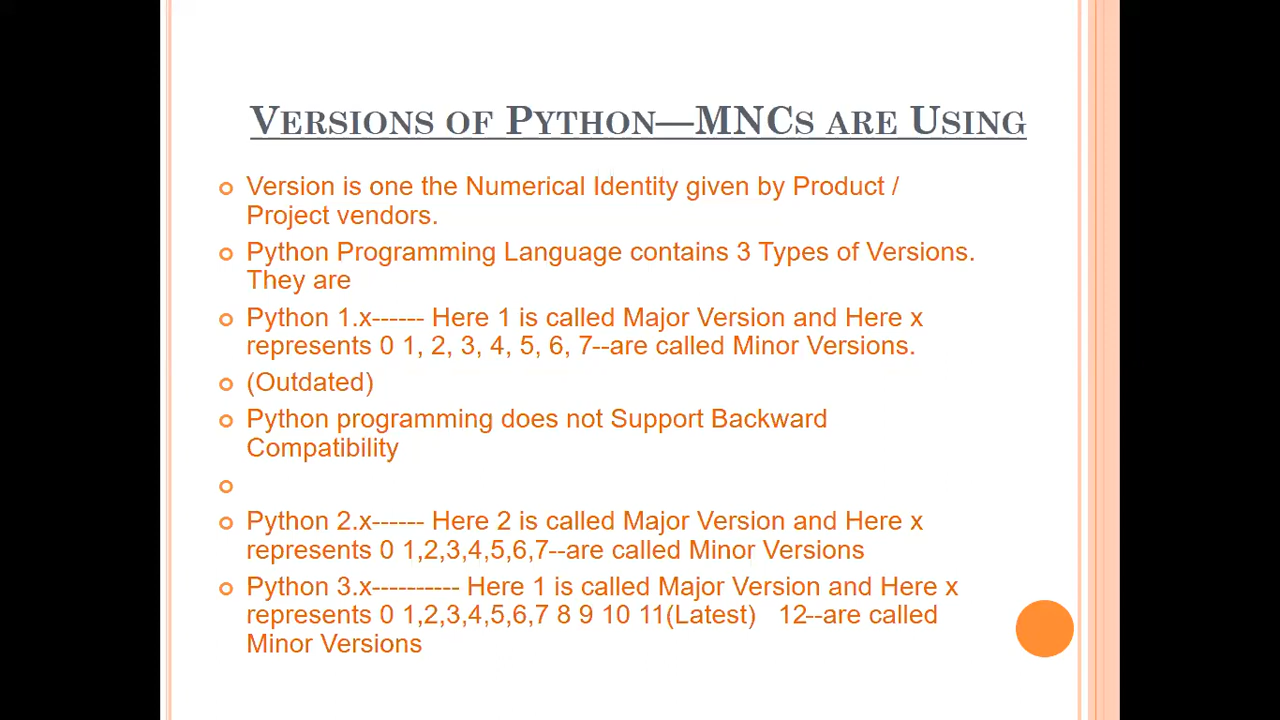 VERSIONS OF PYTHON—MNCS ARE USING
Version is one the Numerical Identity given by Product /
Project vendors.
Python Programming Language contains 3 Types of Versions.
They are
Python 1.x------ Here 1 is called Major Version and Here x
represents 0 1, 2, 3, 4, 5, 6, 7--are called Minor Versions.
(Outdated)
Python programming does not Support Backward
Compatibility
Python 2.x------ Here 2 is called Major Version and Here x
represents 0 1,2,3,4,5,6,7--are called Minor Versions
Python 3.x---------- Here 1 is called Major Version and Here x
represents 0 1,2,3,4,5,6,7 8 9 10 11(Latest) 12--are called
Minor Versions